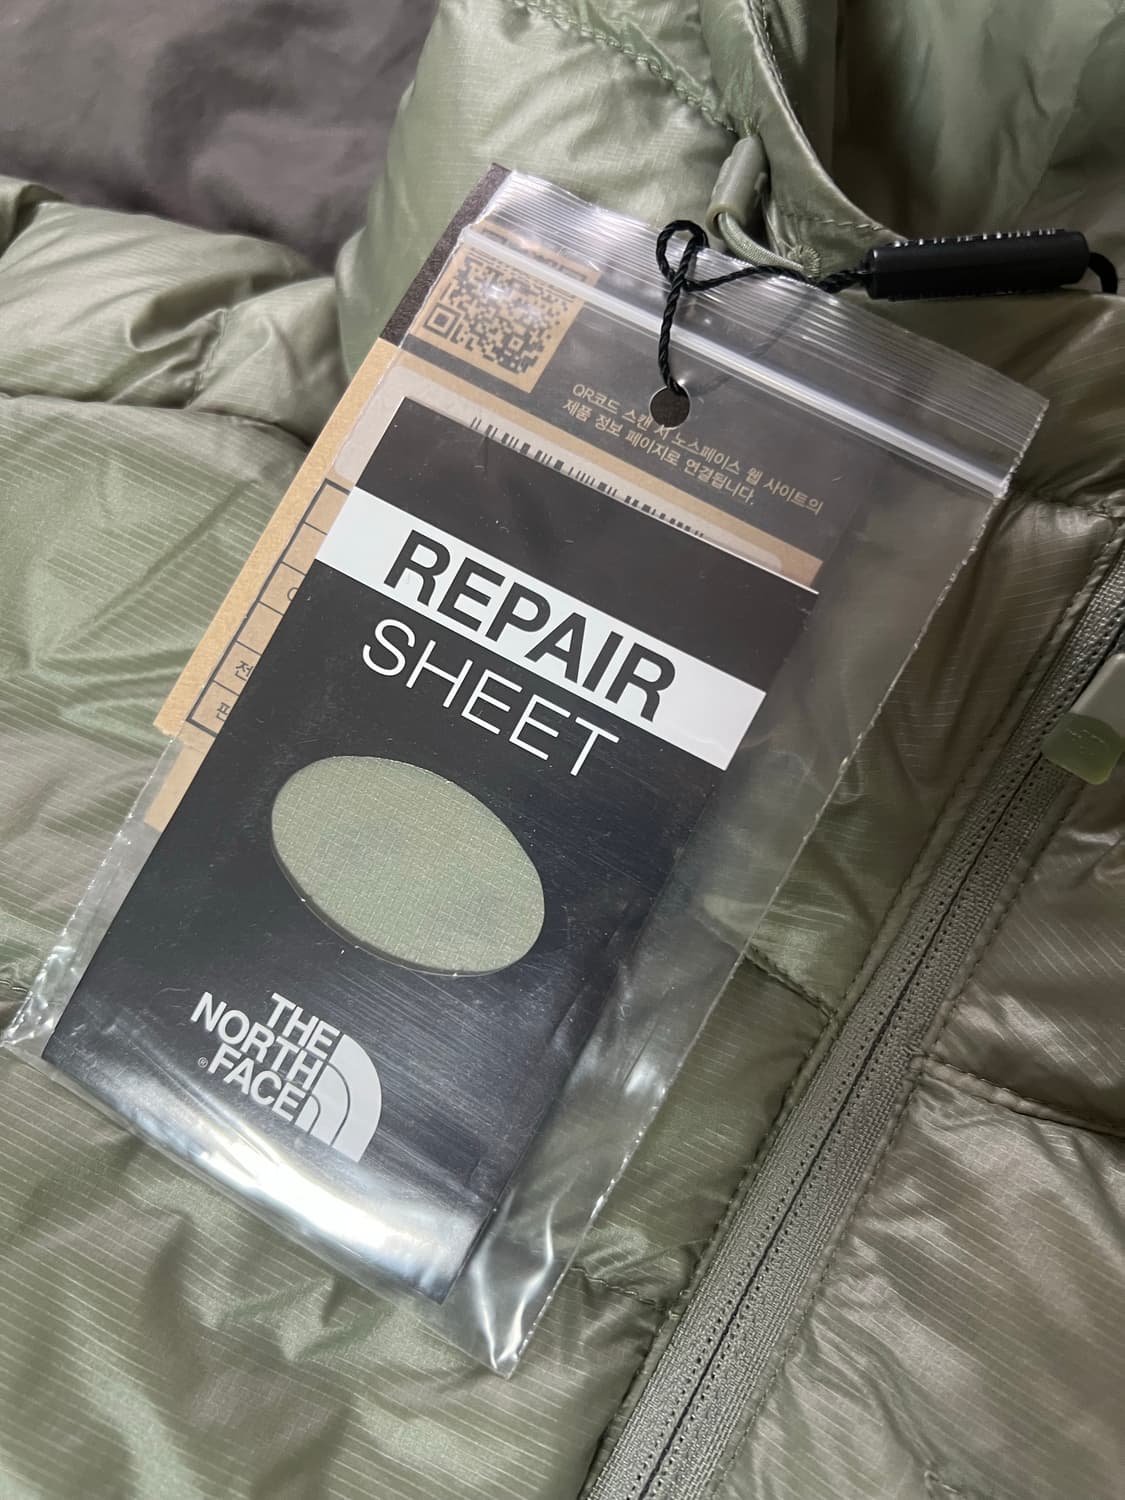 QR코드 스캔 시 노스페이스 웹 사이트의
제품 정보 페이지로 연결됩니다.
REPAIR
SHEET
THE
NORTH
® FACE